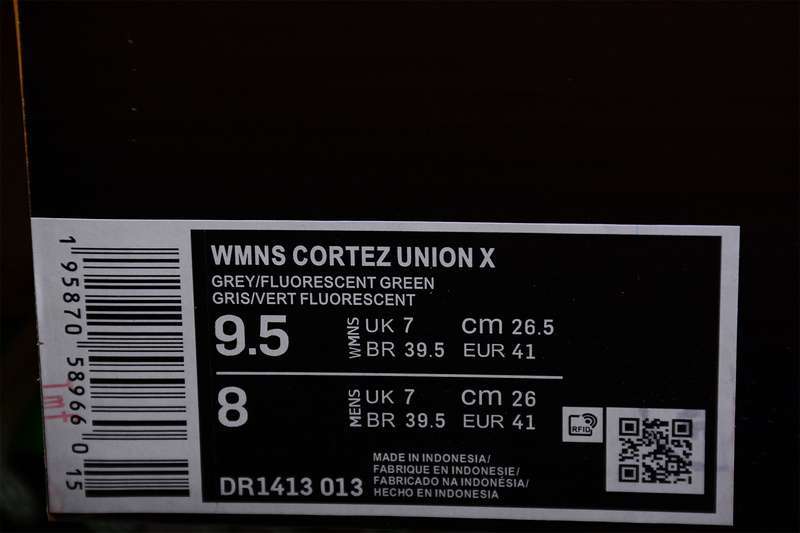 WMNS CORTEZ UNION X
GREY/FLUORESCENT GREEN
GRIS/VERT FLUORESCENT
9.5 WMNS UK 7 cm 26.5
BR 39.5 EUR 41
8 MENS UK 7 cm 26
BR 39.5 EUR 41
RFID
DR1413 013
MADE IN INDONESIA/
FABRIQUE EN INDONESIE/
FABRICADO NA INDONÉSIA/
HECHO EN INDONESIA
1 95870 58966 0 15